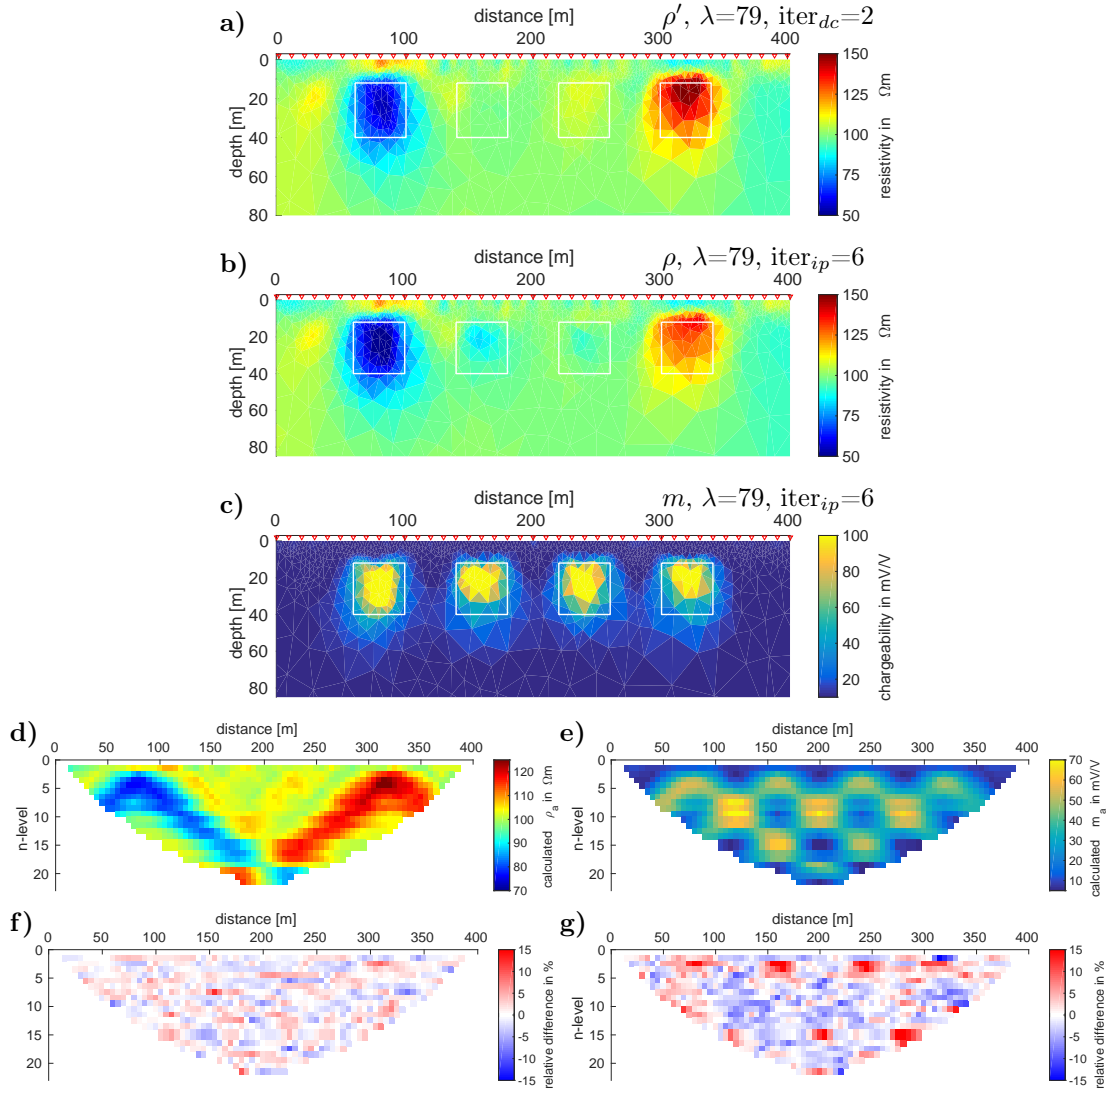 a)
distance [m]
ρ′, λ=79, iter_dc=2
0 100 200 300 400
0
20
40
60
80
depth [m]
150
125
100
75
50
resistivity in Ωm
b)
distance [m]
ρ, λ=79, iter_ip=6
0 100 200 300 400
0
20
40
60
80
depth [m]
150
125
100
75
50
resistivity in Ωm
c)
distance [m]
m, λ=79, iter_ip=6
0 100 200 300 400
0
20
40
60
80
depth [m]
100
80
60
40
20
chargeability in mV/V
d)
distance [m]
0 50 100 150 200 250 300 350 400
0
5
10
15
20
n-level
120
110
100
90
80
70
calculated ρ_a in Ωm
e)
distance [m]
0 50 100 150 200 250 300 350 400
0
5
10
15
20
n-level
70
60
50
40
30
20
10
calculated m_a in mV/V
f)
distance [m]
0 50 100 150 200 250 300 350 400
0
5
10
15
20
n-level
15
10
5
0
-5
-10
-15
relative difference in %
g)
distance [m]
0 50 100 150 200 250 300 350 400
0
5
10
15
20
n-level
15
10
5
0
-5
-10
-15
relative difference in %